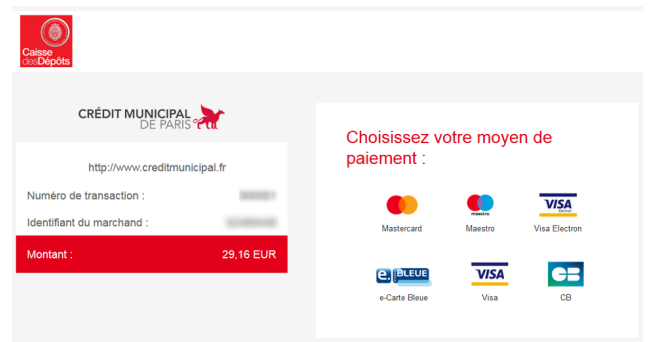 Caisse
desDépôts
CRÉDIT MUNICIPAL
DE PARIS
http://www.creditmunicipal.fr
Numéro de transaction :
Identifiant du marchand :
Montant : 29,16 EUR
Choisissez votre moyen de
paiement :
maestro
VISA
Electron
Mastercard Maestro Visa Electron
e. BLEUE VISA CB
e-Carte Bleue Visa CB